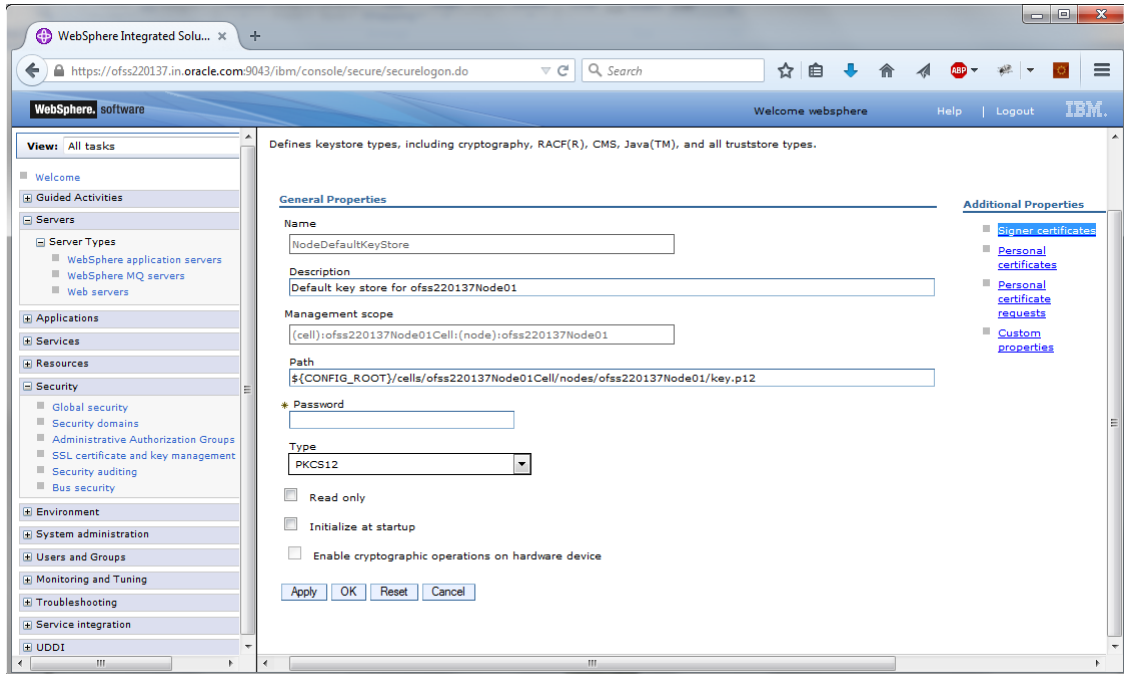 WebSphere Integrated Solu...
https://ofss220137.in.oracle.com:9043/ibm/console/secure/securelogon.do
Search
ABP
WebSphere. software
Welcome websphere
Help | Logout
IBM.
View: All tasks
Welcome
Guided Activities
Servers
Server Types
WebSphere application servers
WebSphere MQ servers
Web servers
Applications
Services
Resources
Security
Global security
Security domains
Administrative Authorization Groups
SSL certificate and key management
Security auditing
Bus security
Environment
System administration
Users and Groups
Monitoring and Tuning
Troubleshooting
Service integration
UDDI
Defines keystore types, including cryptography, RACF(R), CMS, Java(TM), and all truststore types.
General Properties
Name
NodeDefaultKeyStore
Description
Default key store for ofss220137Node01
Management scope
(cell):ofss220137Node01Cell:(node):ofss220137Node01
Path
${CONFIG_ROOT}/cells/ofss220137Node01Cell/nodes/ofss220137Node01/key.p12
* Password
Type
PKCS12
Read only
Initialize at startup
Enable cryptographic operations on hardware device
Apply OK Reset Cancel
Additional Properties
Signer certificates
Personal
certificates
Personal
certificate
requests
Custom
properties